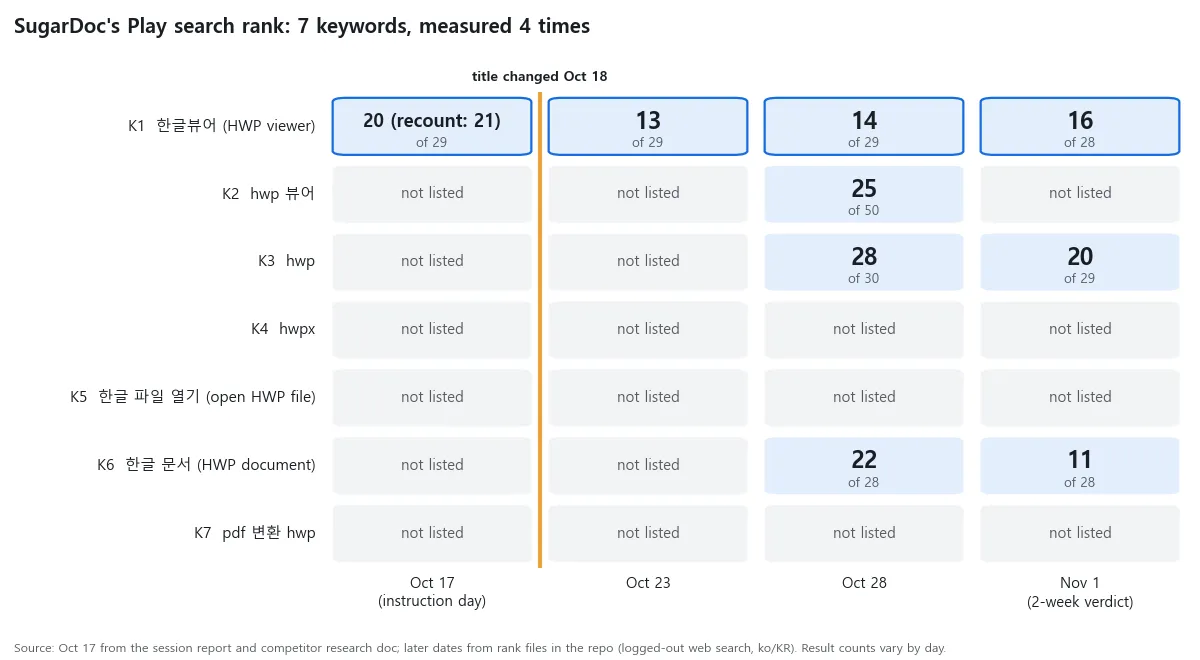 SugarDoc's Play search rank: 7 keywords, measured 4 times
title changed Oct 18
K1 한글뷰어 (HWP viewer)
20 (recount: 21)
of 29
13
of 29
14
of 29
16
of 28
K2 hwp 뷰어
not listed
not listed
25
of 50
not listed
K3 hwp
not listed
not listed
28
of 30
20
of 29
K4 hwpx
not listed
not listed
not listed
not listed
K5 한글 파일 열기 (open HWP file)
not listed
not listed
not listed
not listed
K6 한글 문서 (HWP document)
not listed
not listed
22
of 28
11
of 28
K7 pdf 변환 hwp
not listed
not listed
not listed
not listed
Oct 17
(instruction day)
Oct 23
Oct 28
Nov 1
(2-week verdict)
Source: Oct 17 from the session report and competitor research doc; later dates from rank files in the repo (logged-out web search, ko/KR). Result counts vary by day.